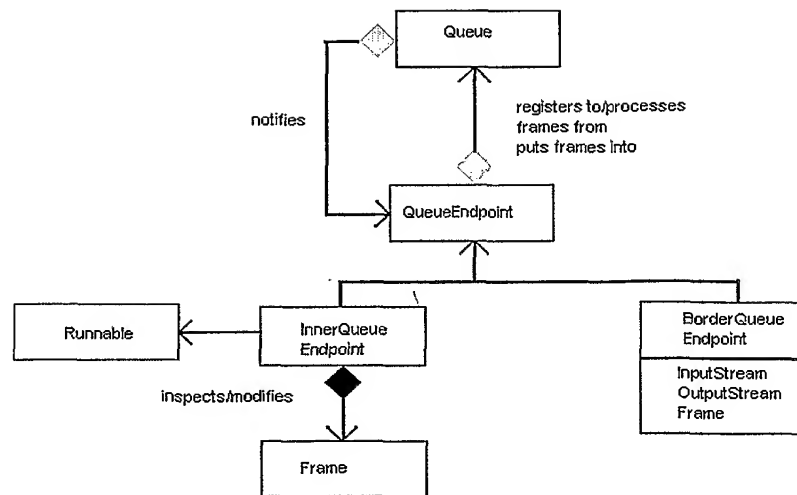 Queue
notifies
registers to/processes
frames from
puts frames into
QueueEndpoint
Runnable
InnerQueue
Endpoint
BorderQueue
Endpoint
InputStream
OutputStream
Frame
inspects/modifies
Frame